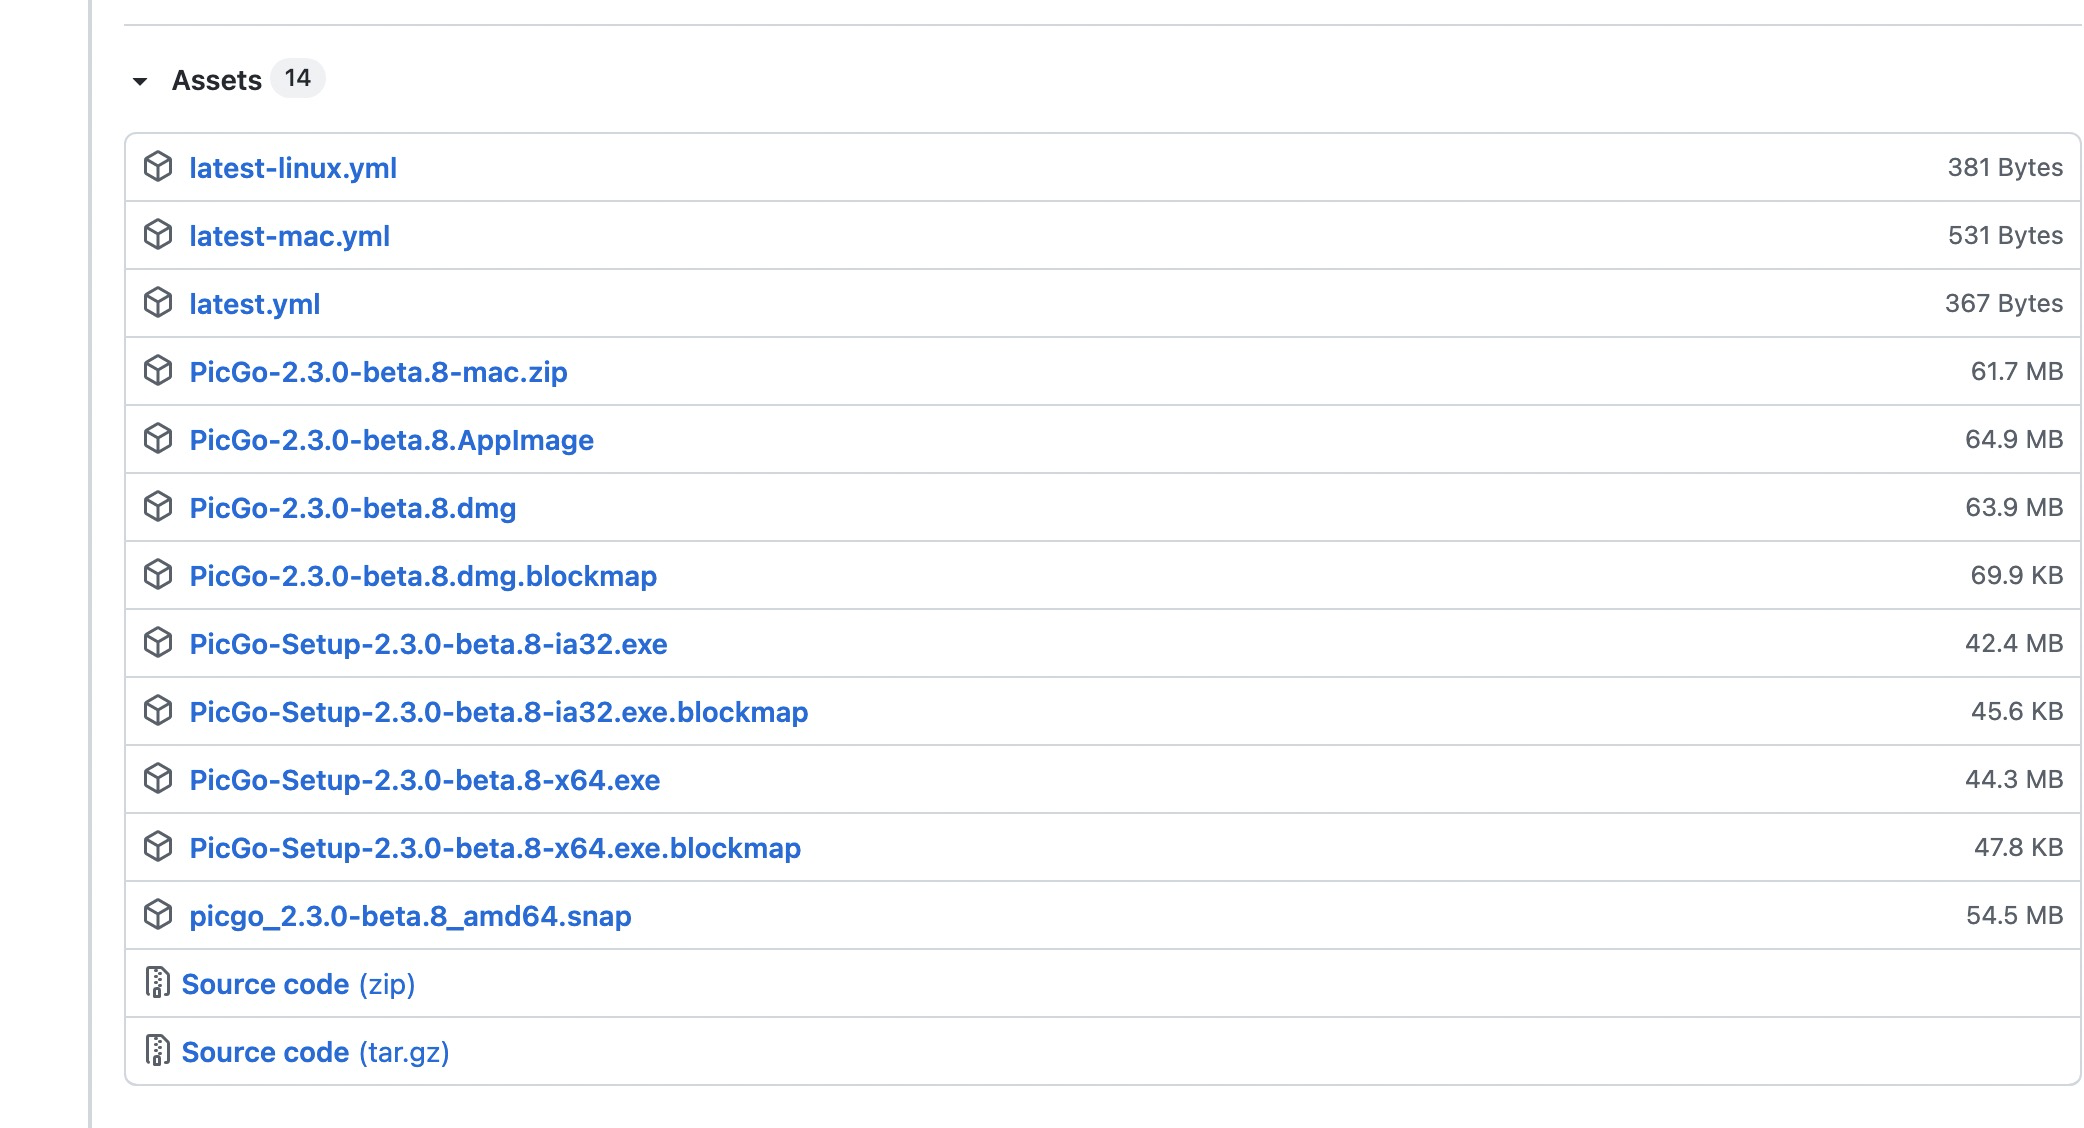 Assets 14
latest-linux.yml 381 Bytes
latest-mac.yml 531 Bytes
latest.yml 367 Bytes
PicGo-2.3.0-beta.8-mac.zip 61.7 MB
PicGo-2.3.0-beta.8.AppImage 64.9 MB
PicGo-2.3.0-beta.8.dmg 63.9 MB
PicGo-2.3.0-beta.8.dmg.blockmap 69.9 KB
PicGo-Setup-2.3.0-beta.8-ia32.exe 42.4 MB
PicGo-Setup-2.3.0-beta.8-ia32.exe.blockmap 45.6 KB
PicGo-Setup-2.3.0-beta.8-x64.exe 44.3 MB
PicGo-Setup-2.3.0-beta.8-x64.exe.blockmap 47.8 KB
picgo_2.3.0-beta.8_amd64.snap 54.5 MB
Source code (zip)
Source code (tar.gz)